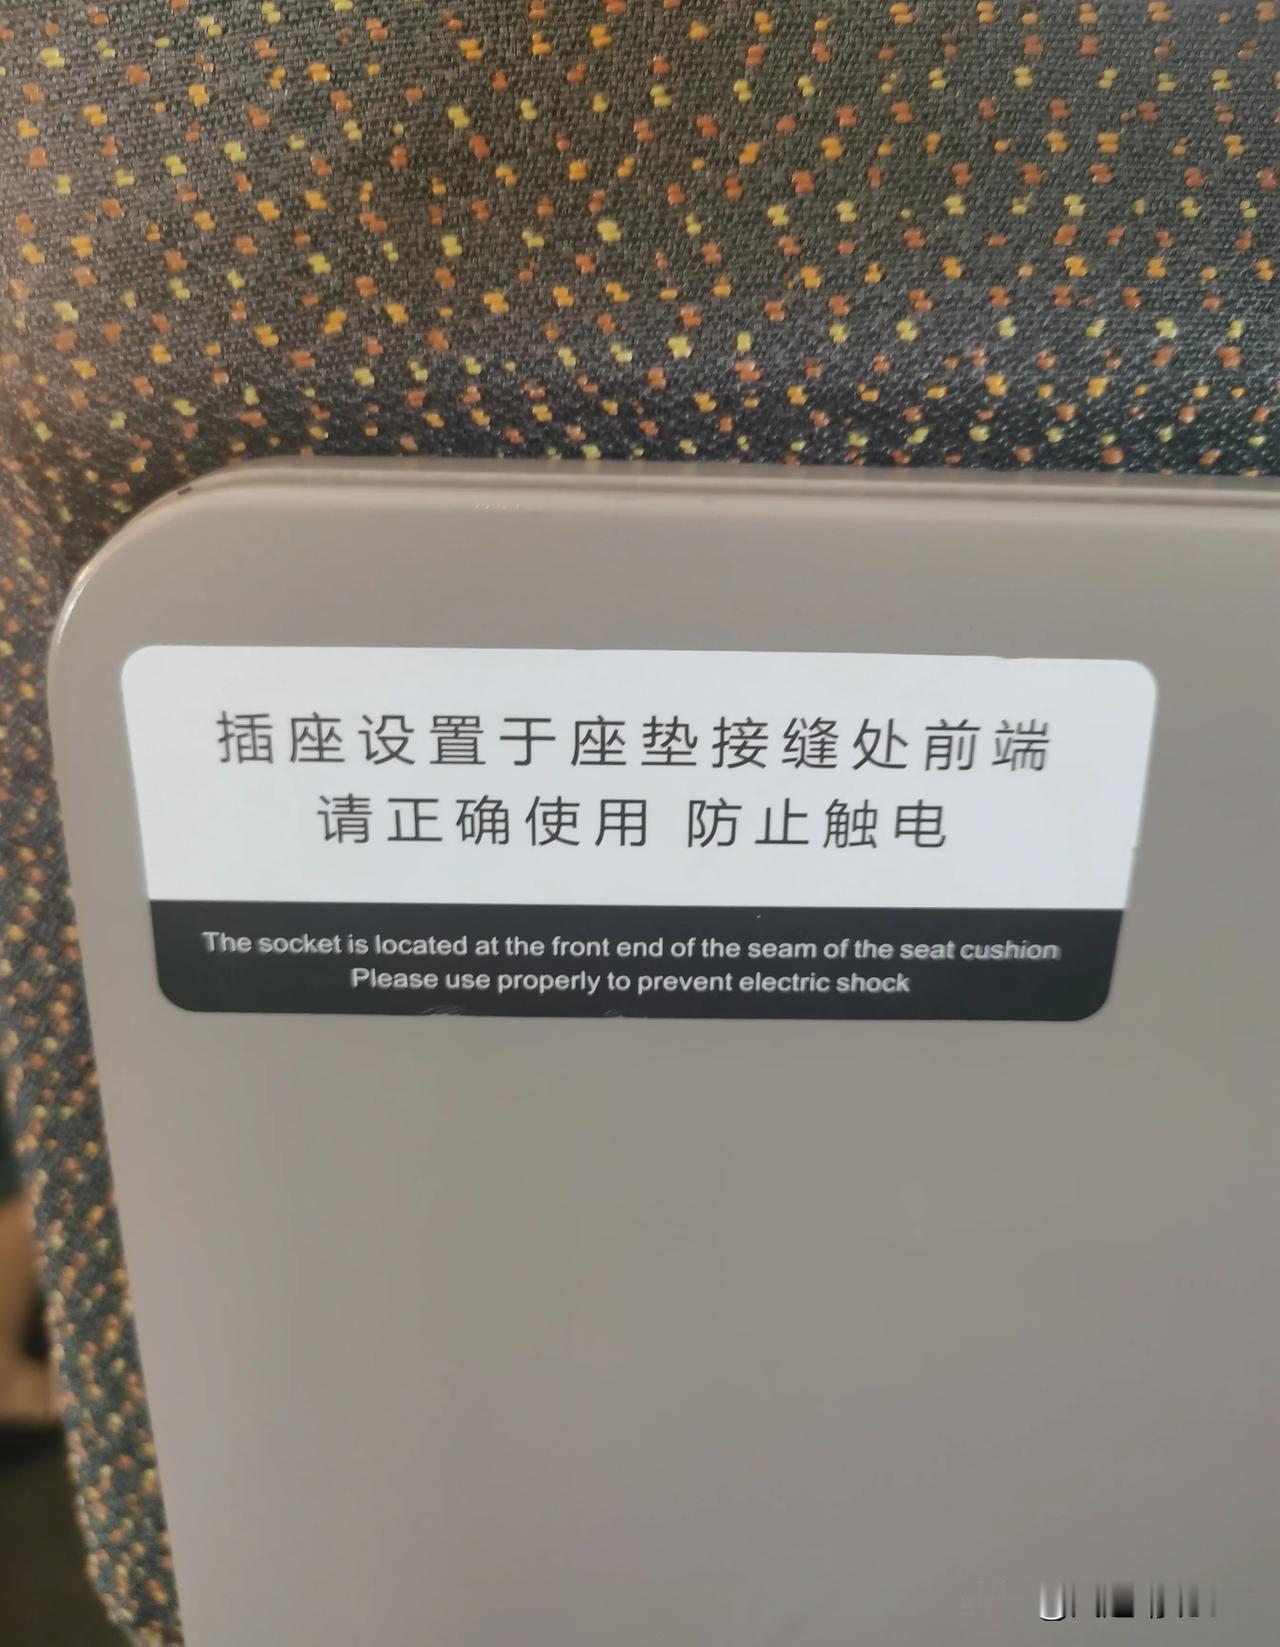 插座设置于座垫接缝处前端
请正确使用 防止触电
The socket is located at the front end of the seam of the seat cushion
Please use properly to prevent electric shock